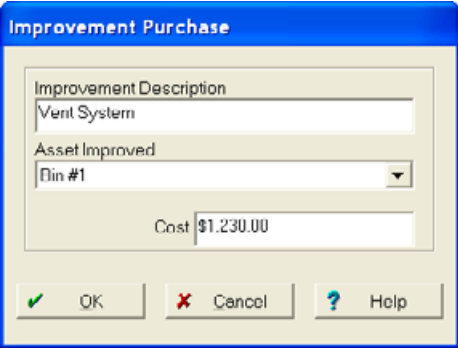 Improvement Purchase
Improvement Description
Vent System
Asset Improved
Bin #1
Cost $1,230.00
OK Cancel Help